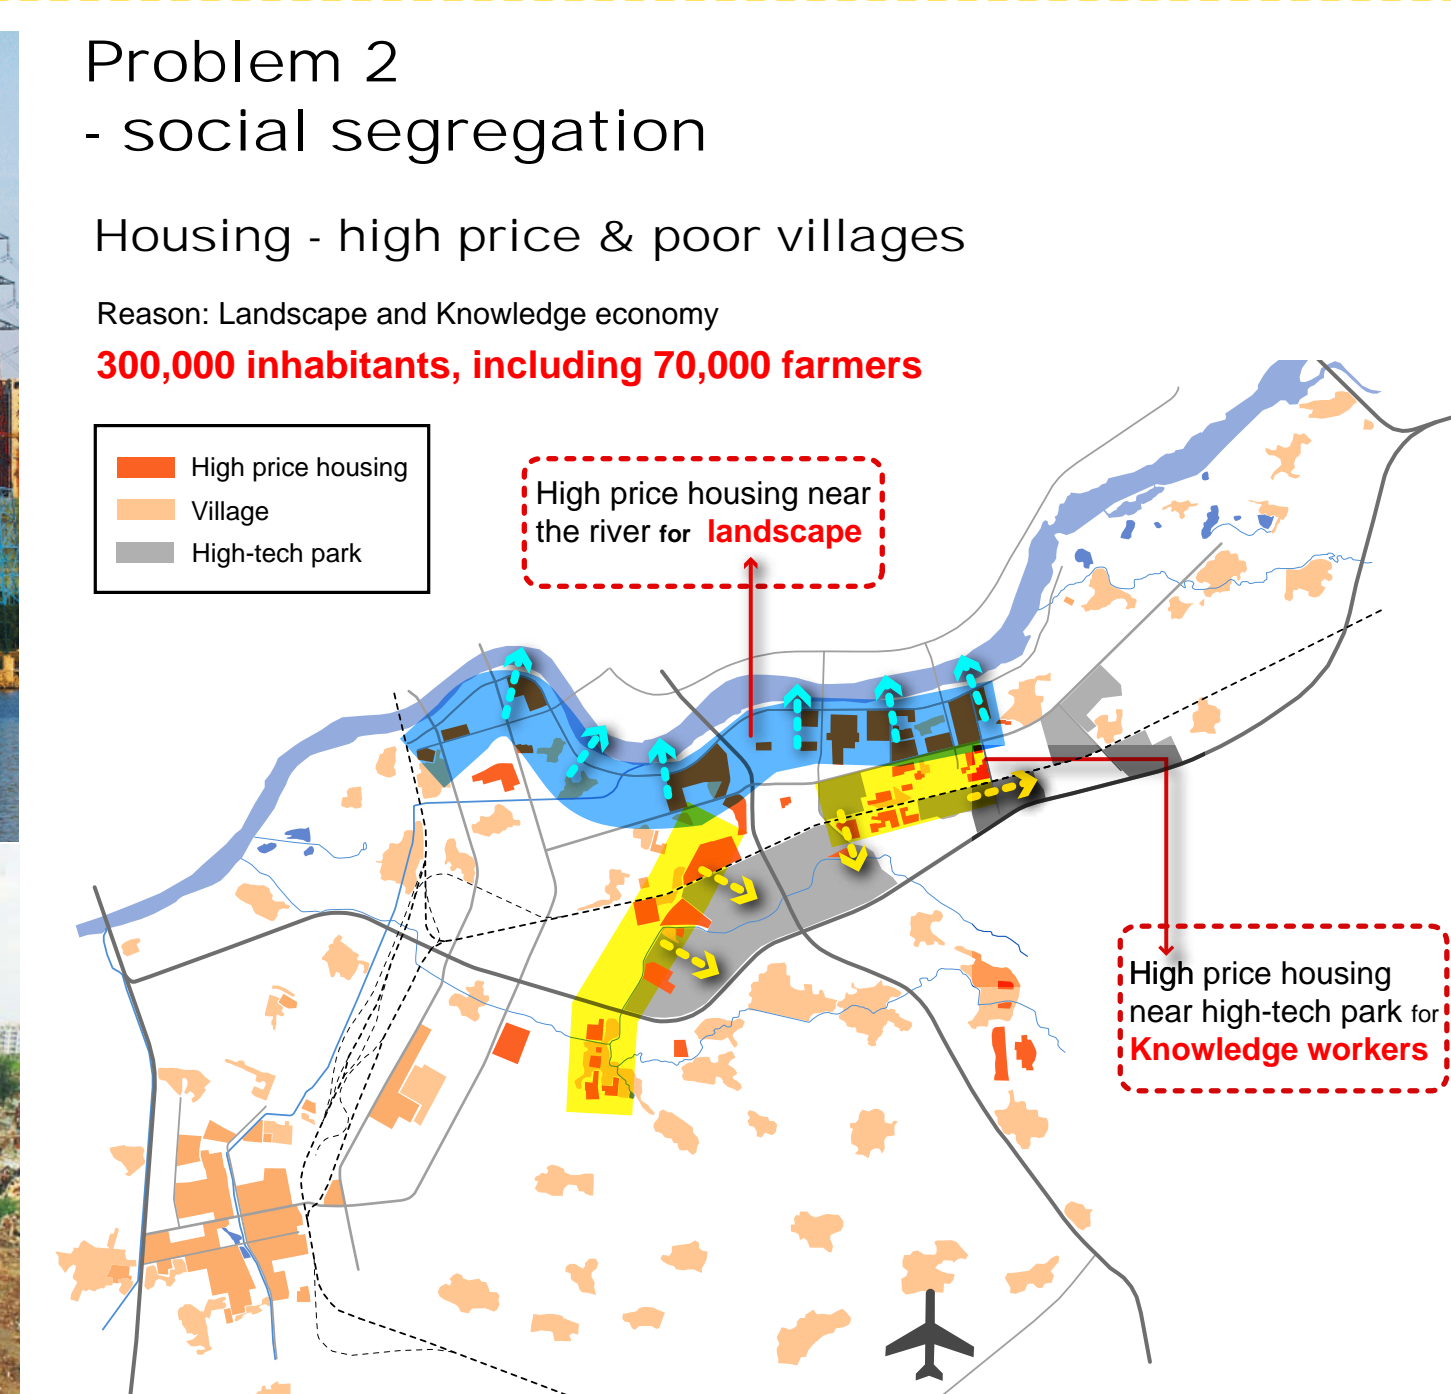 Problem 2
- social segregation
Housing - high price & poor villages
Reason: Landscape and Knowledge economy
300,000 inhabitants, including 70,000 farmers
High price housing
Village
High-tech park
High price housing near
the river for landscape
High price housing
near high-tech park for
Knowledge workers